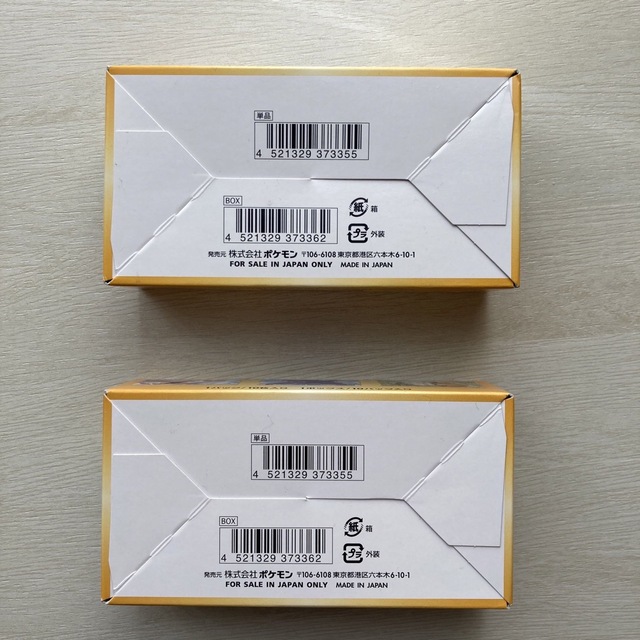 単品
4 521329 373355
BOX
4 521329 373362
紙 箱
プラ 外装
発売元 株式会社ポケモン 〒106-6108 東京都港区六本木6-10-1
FOR SALE IN JAPAN ONLY MADE IN JAPAN
単品
4 521329 373355
BOX
4 521329 373362
紙 箱
プラ 外装
発売元 株式会社ポケモン 〒106-6108 東京都港区六本木6-10-1
FOR SALE IN JAPAN ONLY MADE IN JAPAN